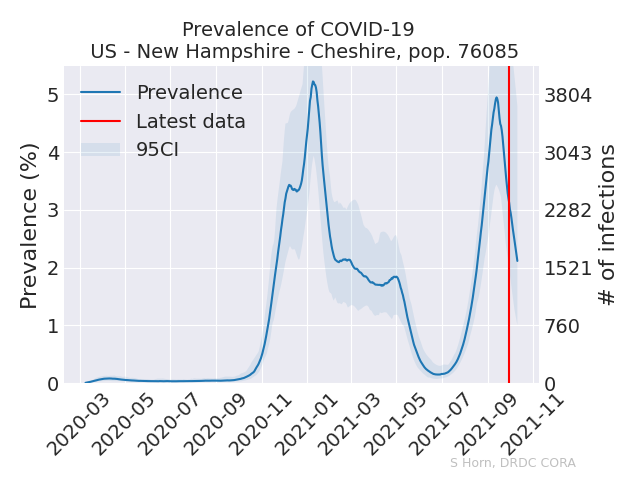 Prevalence of COVID-19
US - New Hampshire - Cheshire, pop. 76085
Prevalence
Latest data
95CI
Prevalence (%)
5
4
3
2
1
0
3804
3043
2282
1521
760
0
# of infections
2020-03
2020-05
2020-07
2020-09
2020-11
2021-01
2021-03
2021-05
2021-07
2021-09
2021-11
S Horn, DRDC CORA